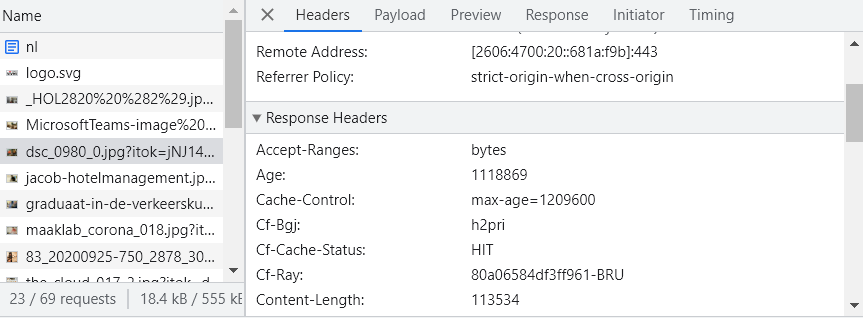 Name
nl
logo.svg
_HOL2820%20%282%29.jp...
MicrosoftTeams-image%20...
dsc_0980_0.jpg?itok=jNJ14...
jacob-hotelmanagement.jp...
graduaat-in-de-verkeersku...
maaklab_corona_018.jpg?it...
83_20200925-750_2878_30...
23 / 69 requests
18.4 kB / 555 kE
Headers
Payload
Preview
Response
Initiator
Timing
Remote Address: [2606:4700:20::681a:f9b]:443
Referrer Policy: strict-origin-when-cross-origin
Response Headers
Accept-Ranges: bytes
Age: 1118869
Cache-Control: max-age=1209600
Cf-Bgj: h2pri
Cf-Cache-Status: HIT
Cf-Ray: 80a06584df3ff961-BRU
Content-Length: 113534